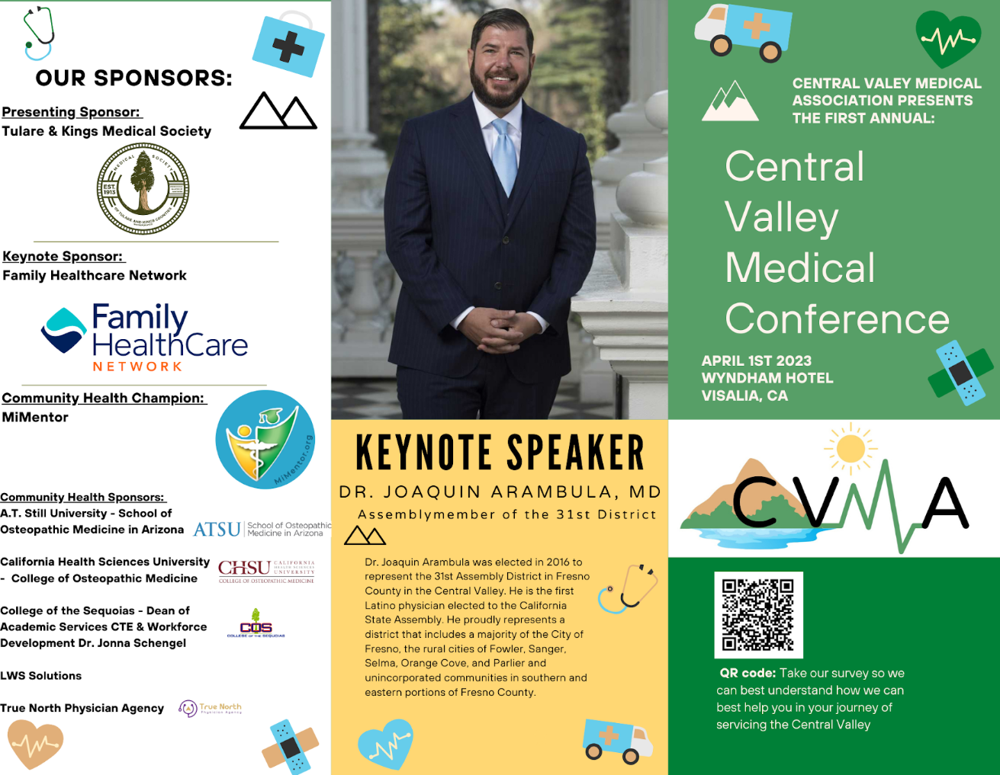 OUR SPONSORS:
Presenting Sponsor:
Tulare & Kings Medical Society
MEDICAL SOCIETY
EST.
1913
OF TULARE AND KINGS COUNTIES
Keynote Sponsor:
Family Healthcare Network
Family
HealthCare
NETWORK
Community Health Champion:
MiMentor
MiMentor.org
Community Health Sponsors:
A.T. Still University - School of
Osteopathic Medicine in Arizona
ATSU
School of Osteopathic
Medicine in Arizona
California Health Sciences University
- College of Osteopathic Medicine
CHSU
CALIFORNIA
HEALTH SCIENCES
UNIVERSITY
COLLEGE OF OSTEOPATHIC MEDICINE
College of the Sequoias - Dean of
Academic Services CTE & Workforce
Development Dr. Jonna Schengel
COS
COLLEGE OF THE SEQUOIAS
LWS Solutions
True North Physician Agency
True North
Physician Agency
KEYNOTE SPEAKER
DR. JOAQUIN ARAMBULA, MD
Assemblymember of the 31st District
Dr. Joaquin Arambula was elected in 2016 to
represent the 31st Assembly District in Fresno
County in the Central Valley. He is the first
Latino physician elected to the California
State Assembly. He proudly represents a
district that includes a majority of the City of
Fresno, the rural cities of Fowler, Sanger,
Selma, Orange Cove, and Parlier and
unincorporated communities in southern and
eastern portions of Fresno County.
CENTRAL VALEY MEDICAL
ASSOCIATION PRESENTS
THE FIRST ANNUAL:
Central
Valley
Medical
Conference
APRIL 1ST 2023
WYNDHAM HOTEL
VISALIA, CA
CVMA
QR code: Take our survey so we
can best understand how we can
best help you in your journey of
servicing the Central Valley